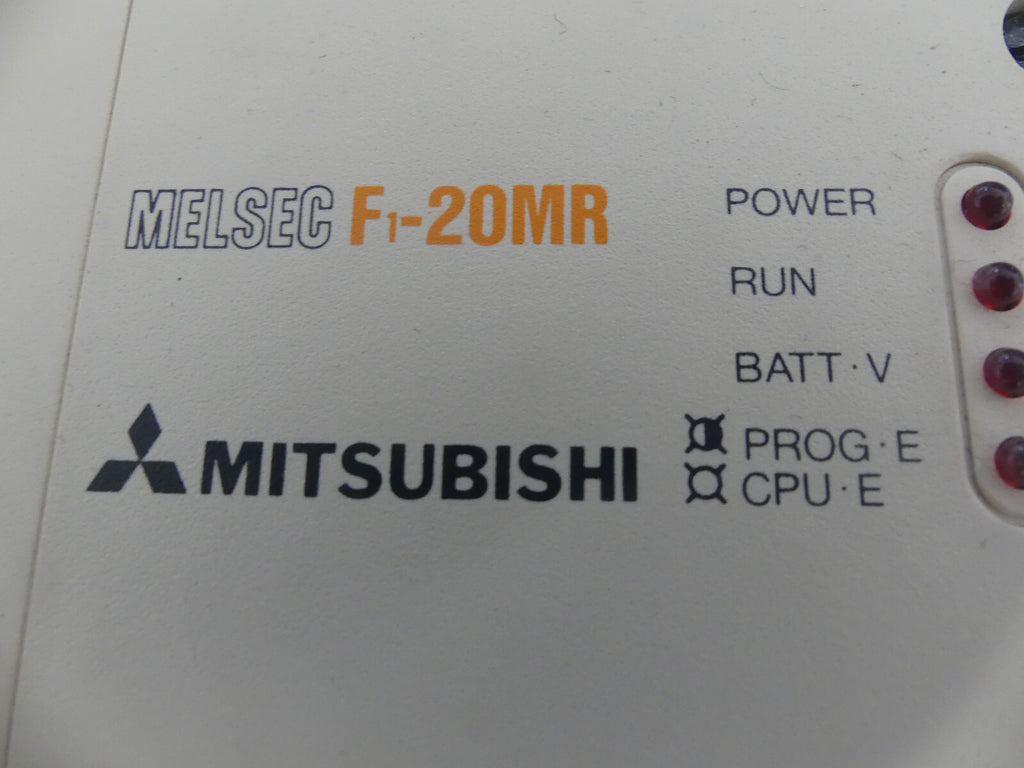 MELSEC F1-20MR
POWER
RUN
BATT·V
MITSUBISHI
PROG·E
CPU·E